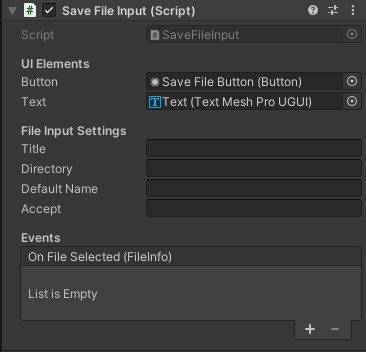 Save File Input (Script)
Script SaveFileInput
UI Elements
Button Save File Button (Button)
Text Text (Text Mesh Pro UGUI)
File Input Settings
Title
Directory
Default Name
Accept
Events
On File Selected (FileInfo)
List is Empty